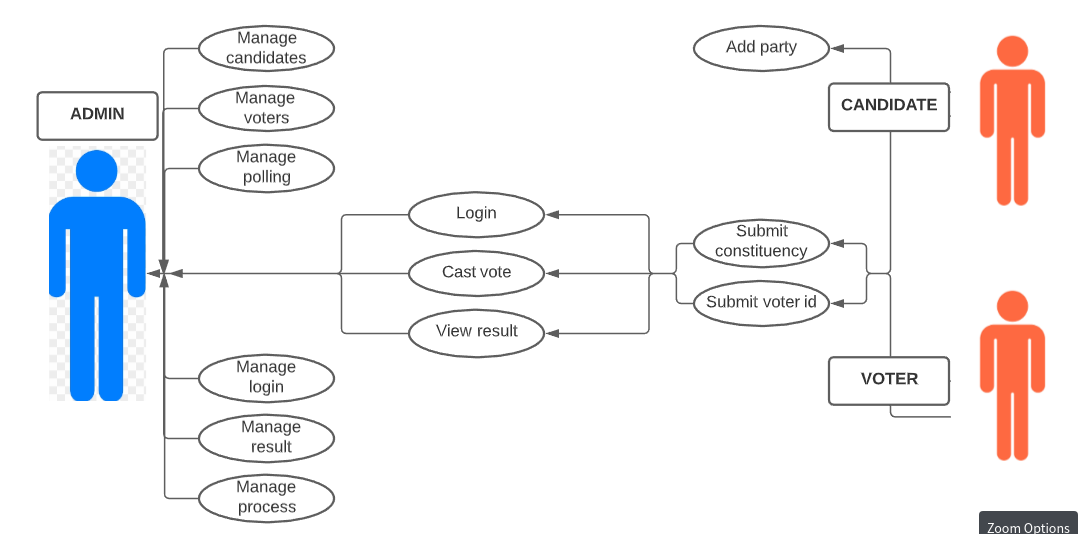 Manage
candidates
Add party
ADMIN
Manage
voters
CANDIDATE
Manage
polling
Login
Submit
constituency
Cast vote
Submit voter id
View result
Manage
login
VOTER
Manage
result
Manage
process
Zoom Options